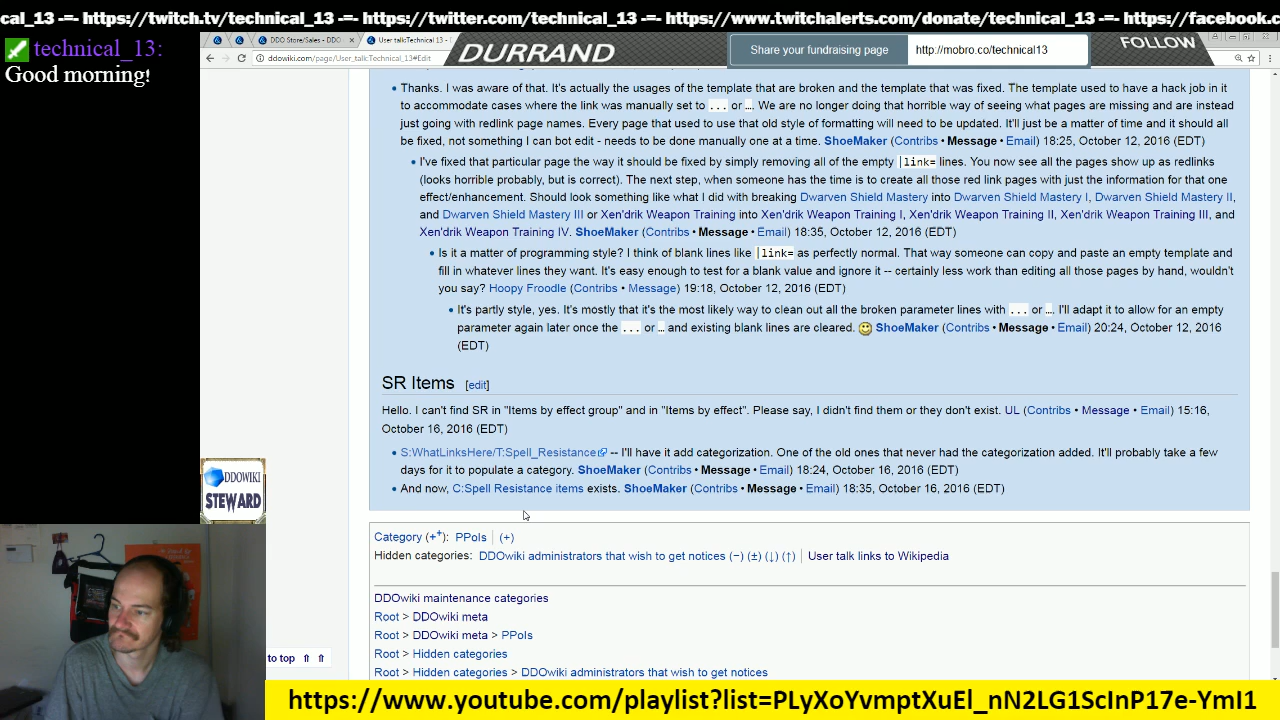 cal_13 -=- https://twitch.tv/technical_13 -=- https://twitter.com/technical_13 -=- https://www.twitchalerts.com/donate/technical_13 -=- https://facebook.c
technical_13:
Good morning!
DDO Store/Sales - DDO
User talk:Technical_13 -
DURRAND
Share your fundraising page
http://mobro.co/technical13
FOLLOW
ddowiki.com/page/User_talk:Technical_13#Edit
Thanks. I was aware of that. It's actually the usages of the template that are broken and the template that was fixed. The template used to have a hack job in it
to accommodate cases where the link was manually set to ... or …. We are no longer doing that horrible way of seeing what pages are missing and are instead
just going with redlink page names. Every page that used to use that old style of formatting will need to be updated. It'll just be a matter of time and it should all
be fixed, not something I can bot edit - needs to be done manually one at a time. ShoeMaker (Contribs • Message • Email) 18:25, October 12, 2016 (EDT)
I've fixed that particular page the way it should be fixed by simply removing all of the empty |link= lines. You now see all the pages show up as redlinks
(looks horrible probably, but is correct). The next step, when someone has the time is to create all those red link pages with just the information for that one
effect/enhancement. Should look something like what I did with breaking Dwarven Shield Mastery into Dwarven Shield Mastery I, Dwarven Shield Mastery II,
and Dwarven Shield Mastery III or Xen'drik Weapon Training into Xen'drik Weapon Training I, Xen'drik Weapon Training II, Xen'drik Weapon Training III, and
Xen'drik Weapon Training IV. ShoeMaker (Contribs • Message • Email) 18:35, October 12, 2016 (EDT)
Is it a matter of programming style? I think of blank lines like |link= as perfectly normal. That way someone can copy and paste an empty template and
fill in whatever lines they want. It's easy enough to test for a blank value and ignore it -- certainly less work than editing all those pages by hand, wouldn't
you say? Hoopy Froodle (Contribs • Message) 19:18, October 12, 2016 (EDT)
It's partly style, yes. It's mostly that it's the most likely way to clean out all the broken parameter lines with ... or …. I'll adapt it to allow for an empty
parameter again later once the ... or … and existing blank lines are cleared. ShoeMaker (Contribs • Message • Email) 20:24, October 12, 2016
(EDT)
SR Items [edit]
Hello. I can't find SR in "Items by effect group" and in "Items by effect". Please say, I didn't find them or they don't exist. UL (Contribs • Message • Email) 15:16,
October 16, 2016 (EDT)
S:WhatLinksHere/T:Spell_Resistance -- I'll have it add categorization. One of the old ones that never had the categorization added. It'll probably take a few
days for it to populate a category. ShoeMaker (Contribs • Message • Email) 18:24, October 16, 2016 (EDT)
And now, C:Spell Resistance items exists. ShoeMaker (Contribs • Message • Email) 18:35, October 16, 2016 (EDT)
DDOWIKI
STEWARD
Category (+⁺): PPoIs (+)
Hidden categories: DDOwiki administrators that wish to get notices (−) (±) (↓) (↑) User talk links to Wikipedia
DDOwiki maintenance categories
Root > DDOwiki meta
Root > DDOwiki meta > PPoIs
Root > Hidden categories
Root > Hidden categories > DDOwiki administrators that wish to get notices
to top ⇑ ⇑
https://www.youtube.com/playlist?list=PLyXoYvmptXuEl_nN2LG1ScInP17e-YmI1